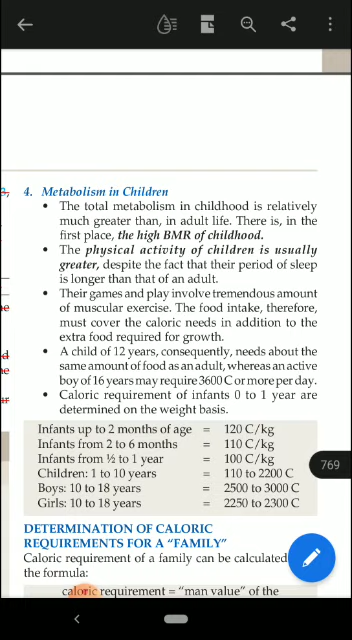 4. Metabolism in Children
• The total metabolism in childhood is relatively
much greater than, in adult life. There is, in the
first place, the high BMR of childhood.
• The physical activity of children is usually
greater, despite the fact that their period of sleep
is longer than that of an adult.
• Their games and play involve tremendous amount
of muscular exercise. The food intake, therefore,
must cover the caloric needs in addition to the
extra food required for growth.
• A child of 12 years, consequently, needs about the
same amount of food as an adult, whereas an active
boy of 16 years may require 3600 C or more per day.
• Caloric requirement of infants 0 to 1 year are
determined on the weight basis.
Infants up to 2 months of age = 120 C/kg
Infants from 2 to 6 months = 110 C/kg
Infants from ½ to 1 year = 100 C/kg
Children: 1 to 10 years = 110 to 2200 C
Boys: 10 to 18 years = 2500 to 3000 C
Girls: 10 to 18 years = 2250 to 2300 C
769
DETERMINATION OF CALORIC
REQUIREMENTS FOR A “FAMILY”
Caloric requirement of a family can be calculated
the formula:
caloric requirement = “man value” of the